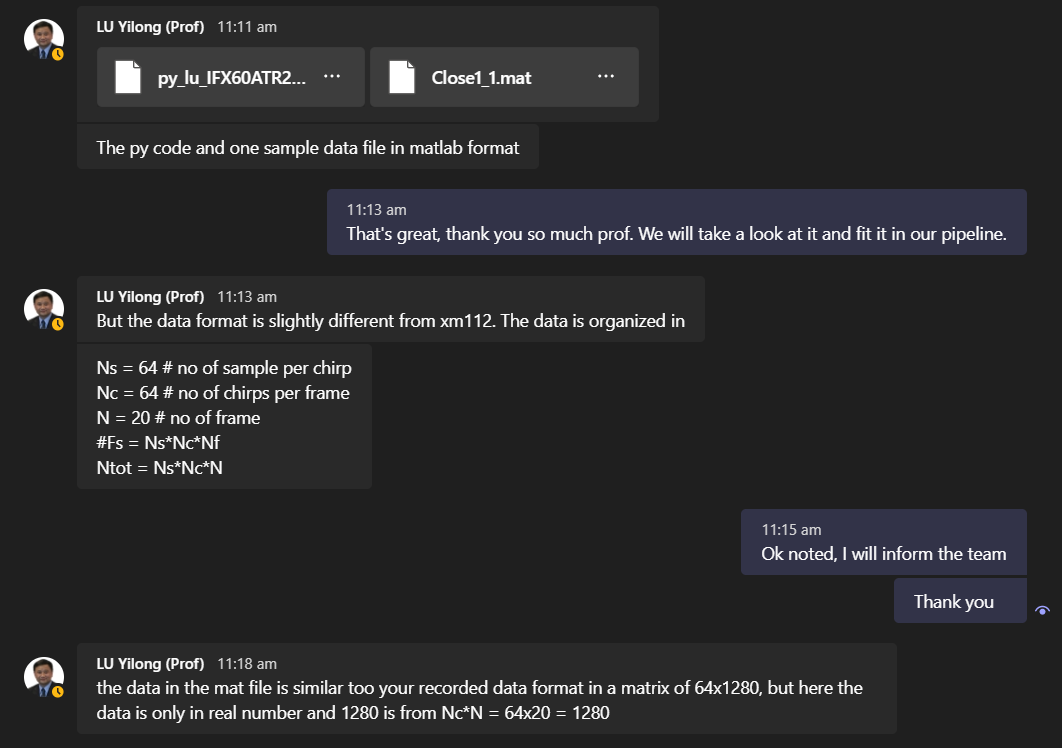 LU Yilong (Prof) 11:11 am
py_lu_IFX60ATR2... ...
Close1_1.mat ...
The py code and one sample data file in matlab format
11:13 am
That's great, thank you so much prof. We will take a look at it and fit it in our pipeline.
LU Yilong (Prof) 11:13 am
But the data format is slightly different from xm112. The data is organized in
Ns = 64 # no of sample per chirp
Nc = 64 # no of chirps per frame
N = 20 # no of frame
#Fs = Ns*Nc*Nf
Ntot = Ns*Nc*N
11:15 am
Ok noted, I will inform the team
Thank you
LU Yilong (Prof) 11:18 am
the data in the mat file is similar too your recorded data format in a matrix of 64x1280, but here the
data is only in real number and 1280 is from Nc*N = 64x20 = 1280